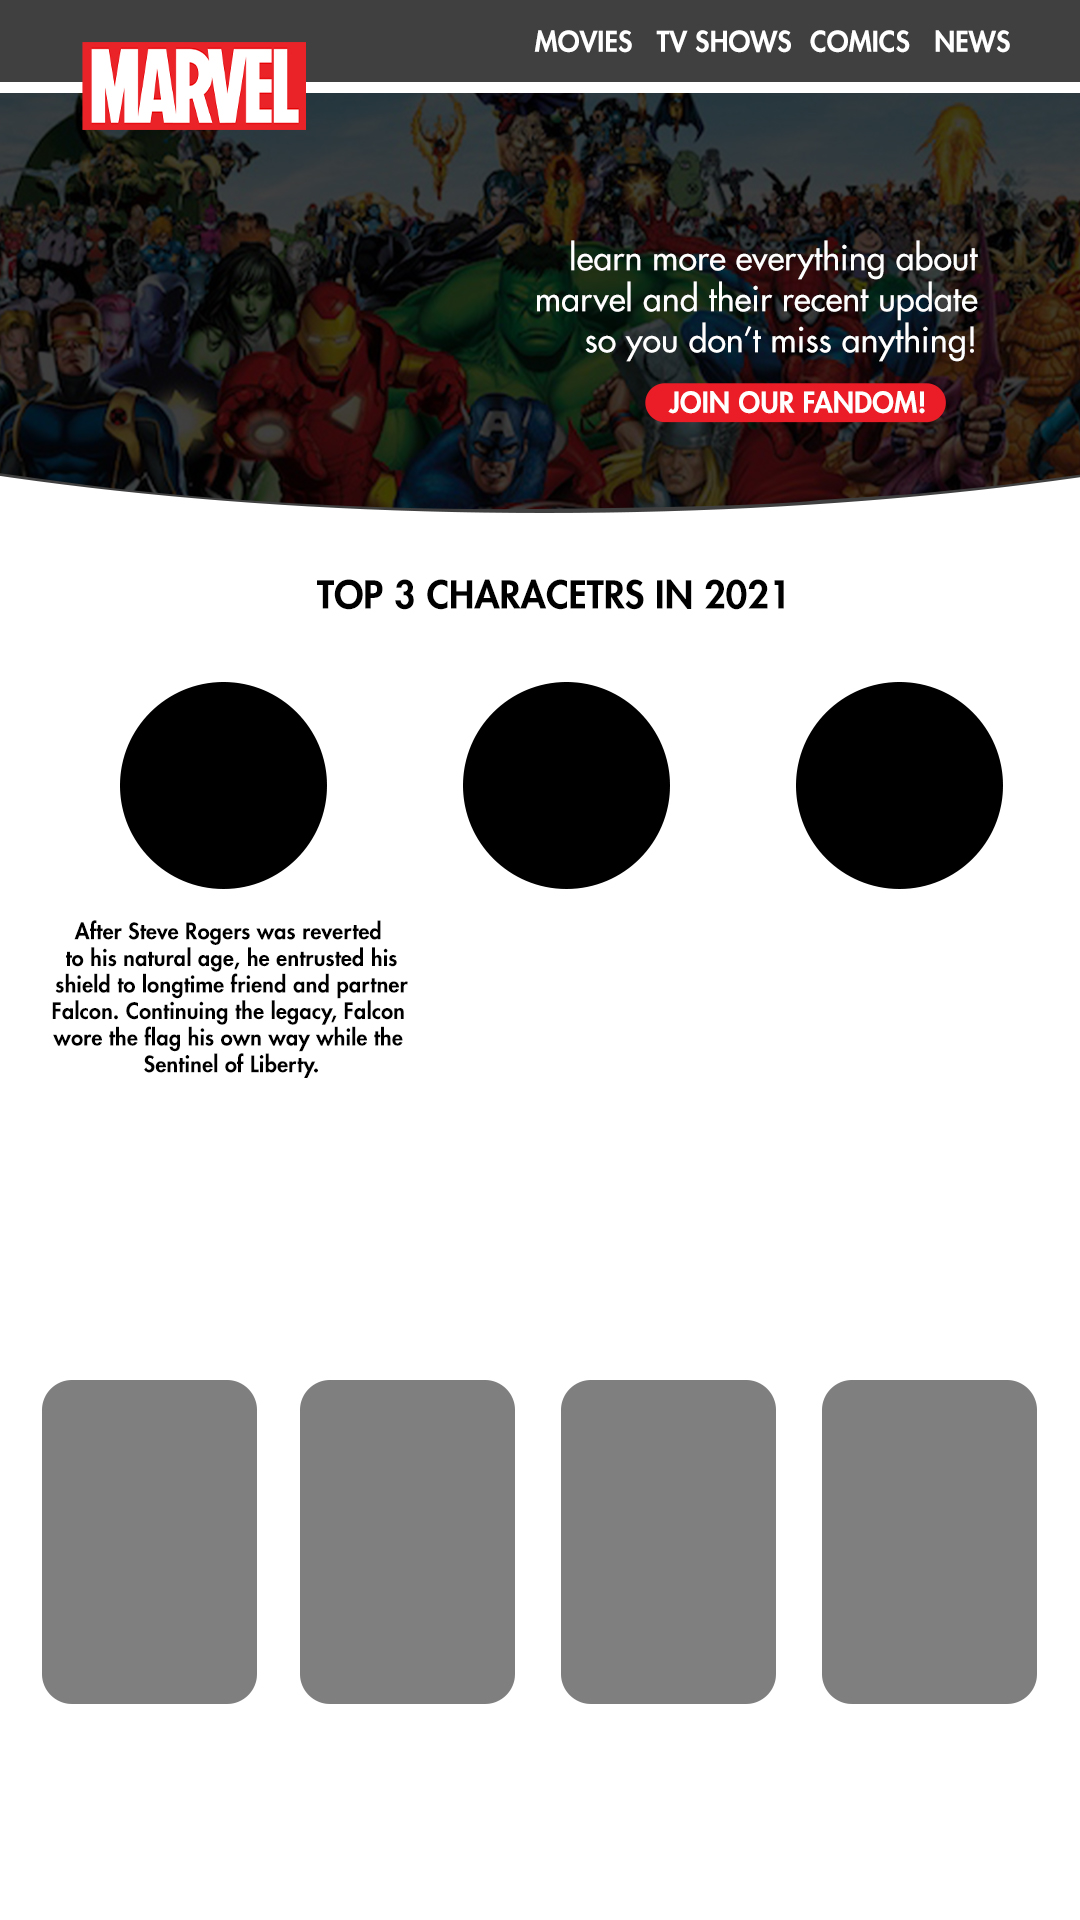 MOVIES TV SHOWS COMICS NEWS
MARVEL
learn more everything about
marvel and their recent update
so you don’t miss anything!
JOIN OUR FANDOM!
TOP 3 CHARACETRS IN 2021
After Steve Rogers was reverted
to his natural age, he entrusted his
shield to longtime friend and partner
Falcon. Continuing the legacy, Falcon
wore the flag his own way while the
Sentinel of Liberty.